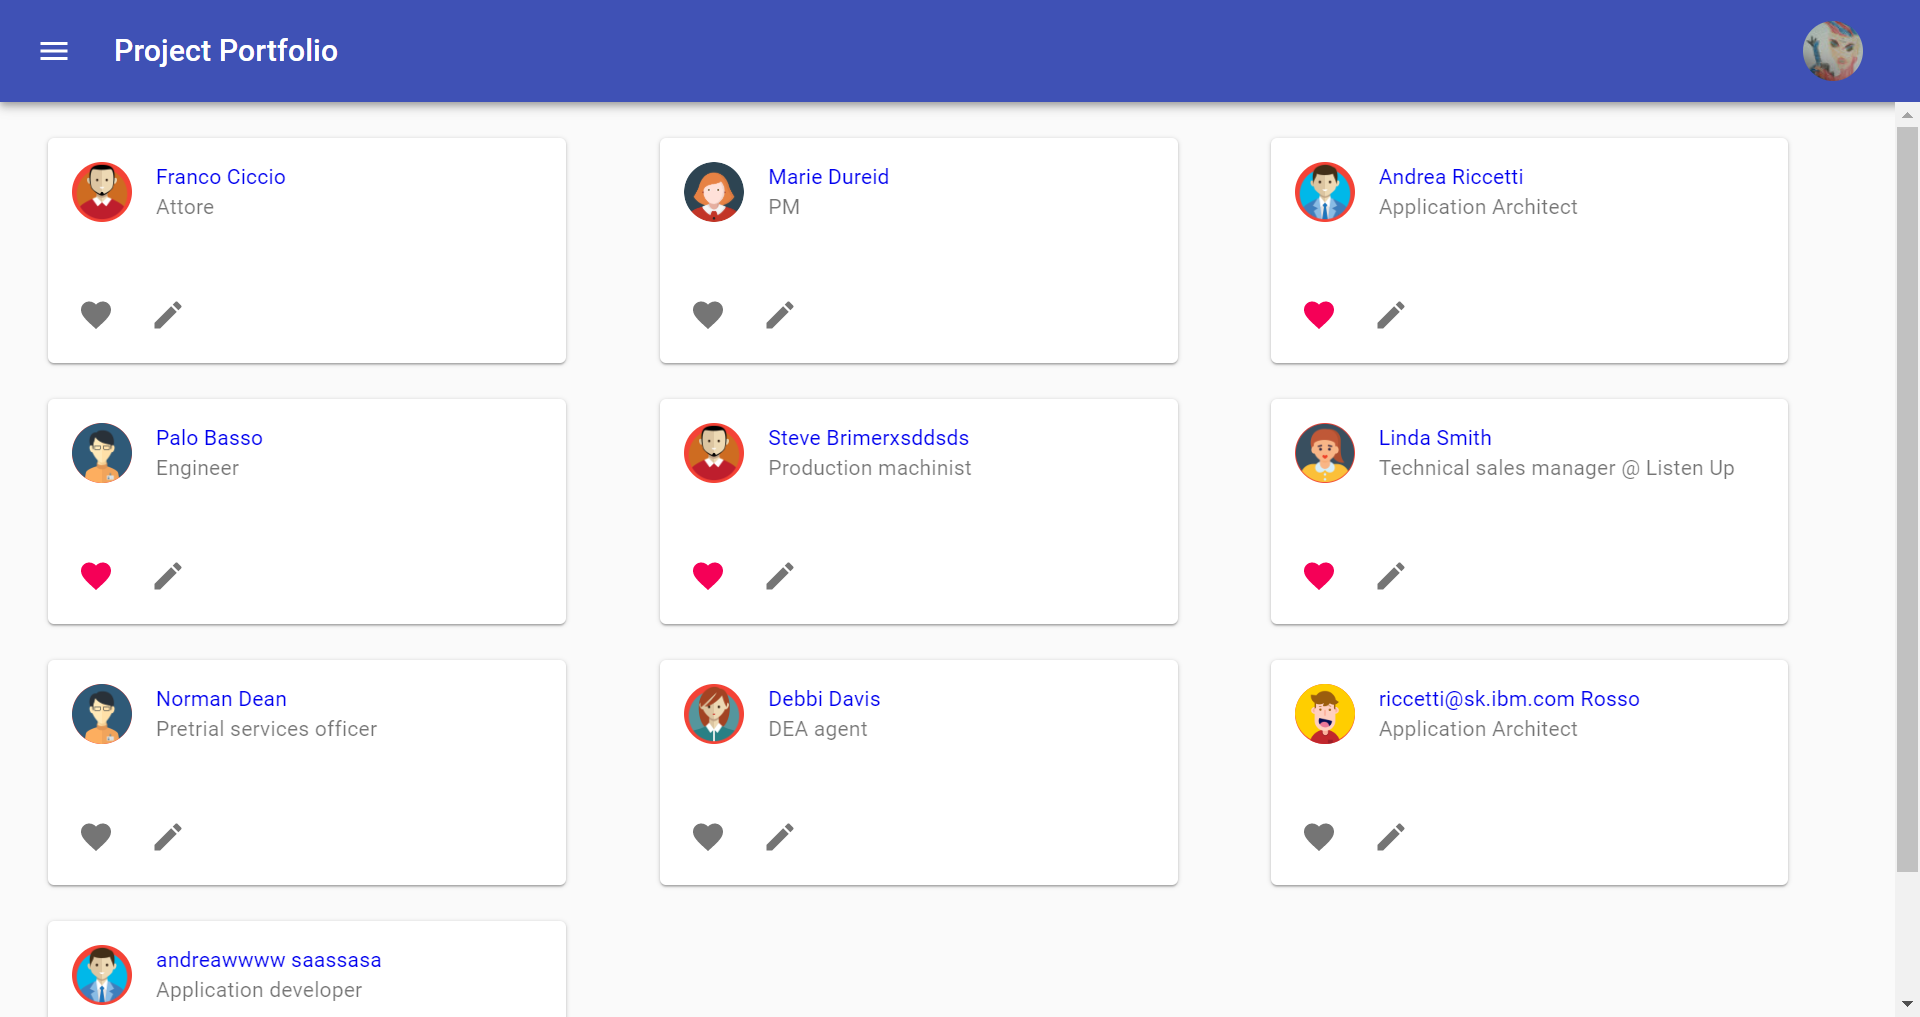 Project Portfolio
Franco Ciccio
Attore
Marie Dureid
PM
Andrea Riccetti
Application Architect
Palo Basso
Engineer
Steve Brimerxsddsds
Production machinist
Linda Smith
Technical sales manager @ Listen Up
Norman Dean
Pretrial services officer
Debbi Davis
DEA agent
riccetti@sk.ibm.com Rosso
Application Architect
andreawwww saassasa
Application developer